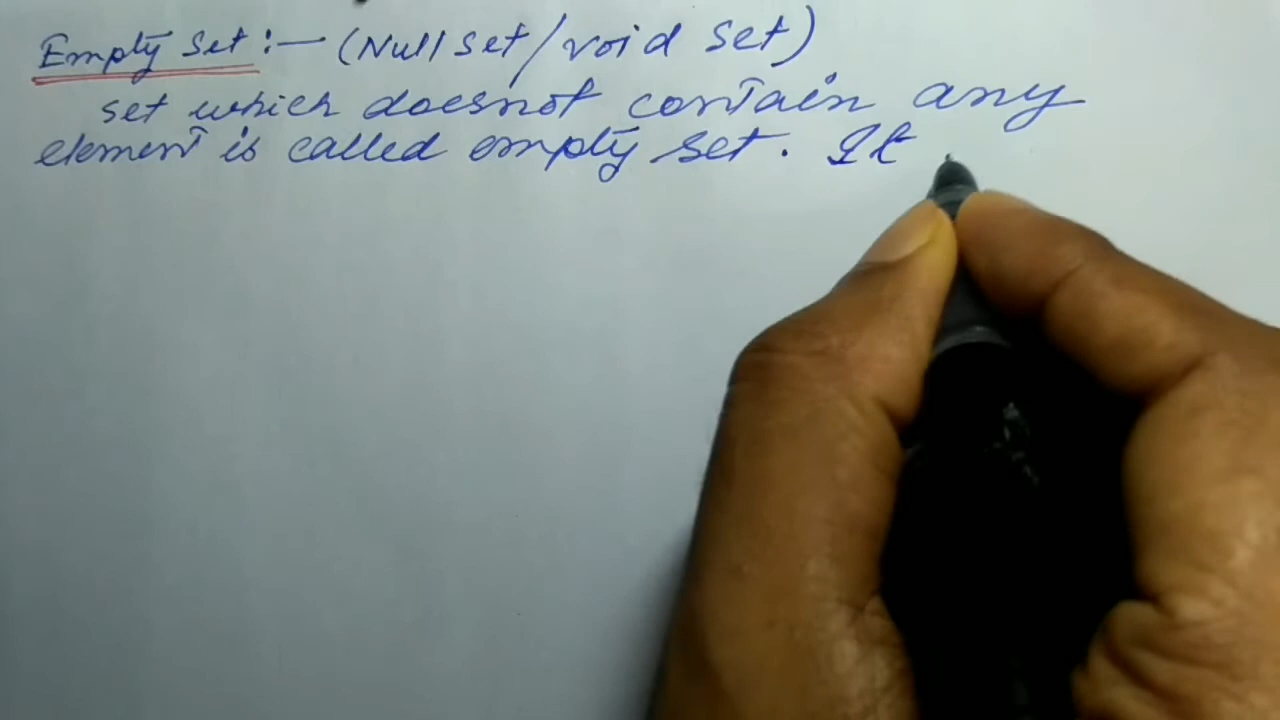 Empty Set :- (Null set/void set)
set which doesnot contain any
element is called empty set. It